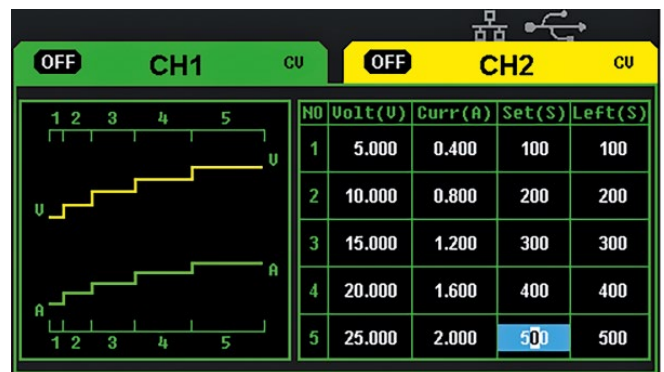 OFF CH1 CV OFF CH2 CV
1 2 3 4 5
V
V
A
A
1 2 3 4 5
NO Volt(V) Curr(A) Set(S) Left(S)
1 5.000 0.400 100 100
2 10.000 0.800 200 200
3 15.000 1.200 300 300
4 20.000 1.600 400 400
5 25.000 2.000 500 500